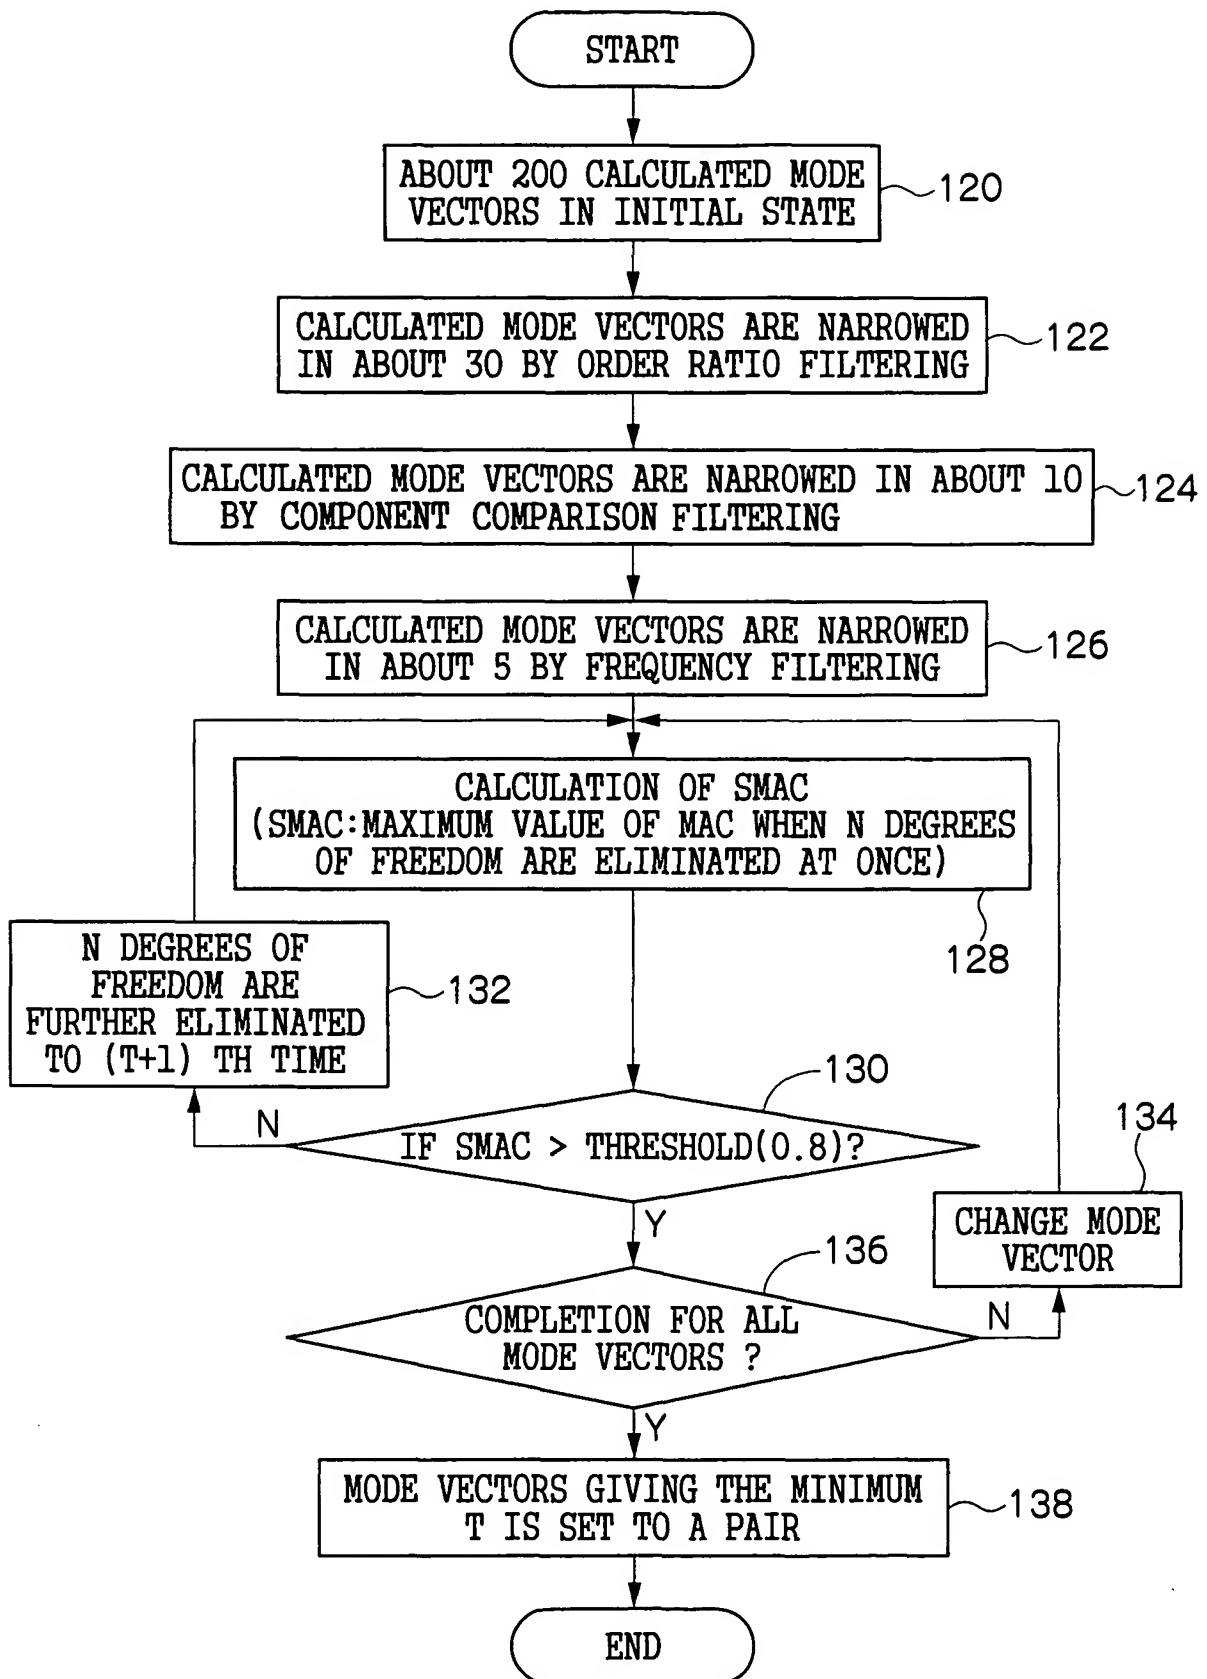 START
ABOUT 200 CALCULATED MODE
VECTORS IN INITIAL STATE
120
CALCULATED MODE VECTORS ARE NARROWED
IN ABOUT 30 BY ORDER RATIO FILTERING
122
CALCULATED MODE VECTORS ARE NARROWED IN ABOUT 10
BY COMPONENT COMPARISON FILTERING
124
CALCULATED MODE VECTORS ARE NARROWED
IN ABOUT 5 BY FREQUENCY FILTERING
126
CALCULATION OF SMAC
(SMAC:MAXIMUM VALUE OF MAC WHEN N DEGREES
OF FREEDOM ARE ELIMINATED AT ONCE)
128
N DEGREES OF
FREEDOM ARE
FURTHER ELIMINATED
TO (T+1) TH TIME
132
130
N
IF SMAC > THRESHOLD(0.8)?
Y
134
CHANGE MODE
VECTOR
136
COMPLETION FOR ALL
MODE VECTORS ?
N
Y
MODE VECTORS GIVING THE MINIMUM
T IS SET TO A PAIR
138
END